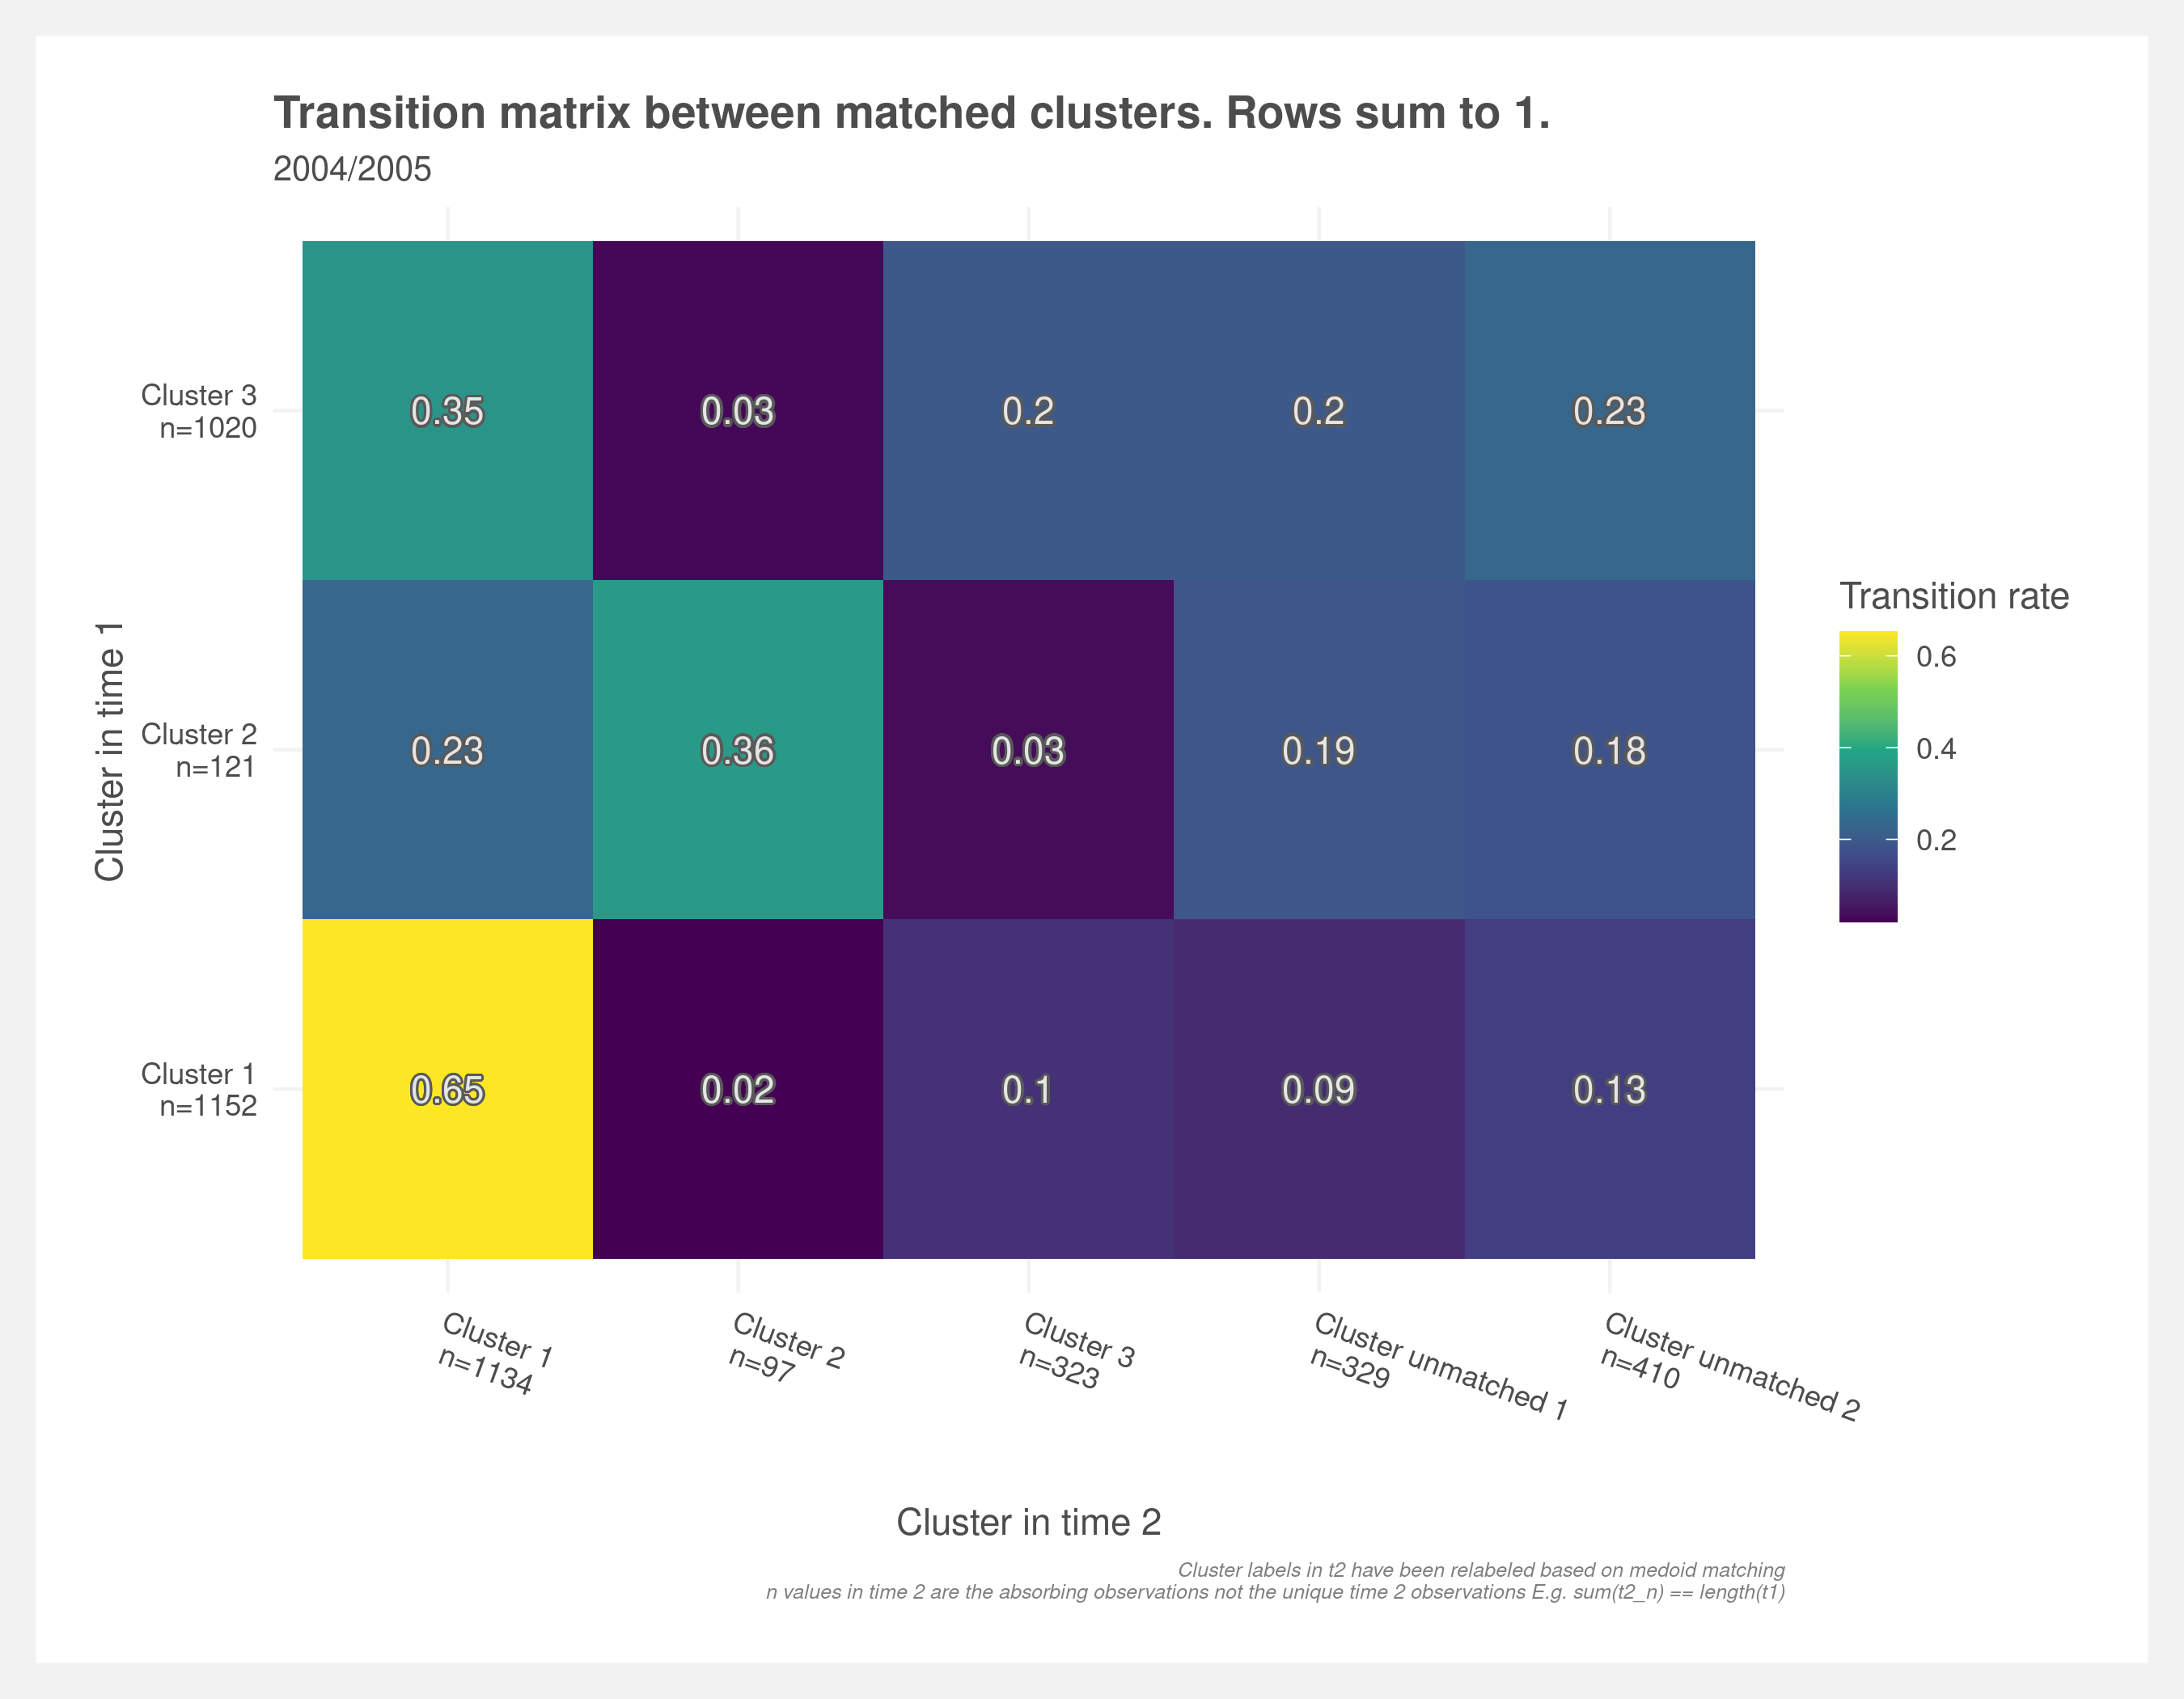 Transition matrix between matched clusters. Rows sum to 1.
2004/2005
Cluster in time 1
Cluster 3
n=1020
0.35
0.03
0.2
0.2
0.23
Cluster 2
n=121
0.23
0.36
0.03
0.19
0.18
Cluster 1
n=1152
0.65
0.02
0.1
0.09
0.13
Cluster 1
n=1134
Cluster 2
n=97
Cluster 3
n=323
Cluster unmatched 1
n=329
Cluster unmatched 2
n=410
Cluster in time 2
Transition rate
0.6
0.4
0.2
Cluster labels in t2 have been relabeled based on medoid matching
n values in time 2 are the absorbing observations not the unique time 2 observations E.g. sum(t2_n) == length(t1)